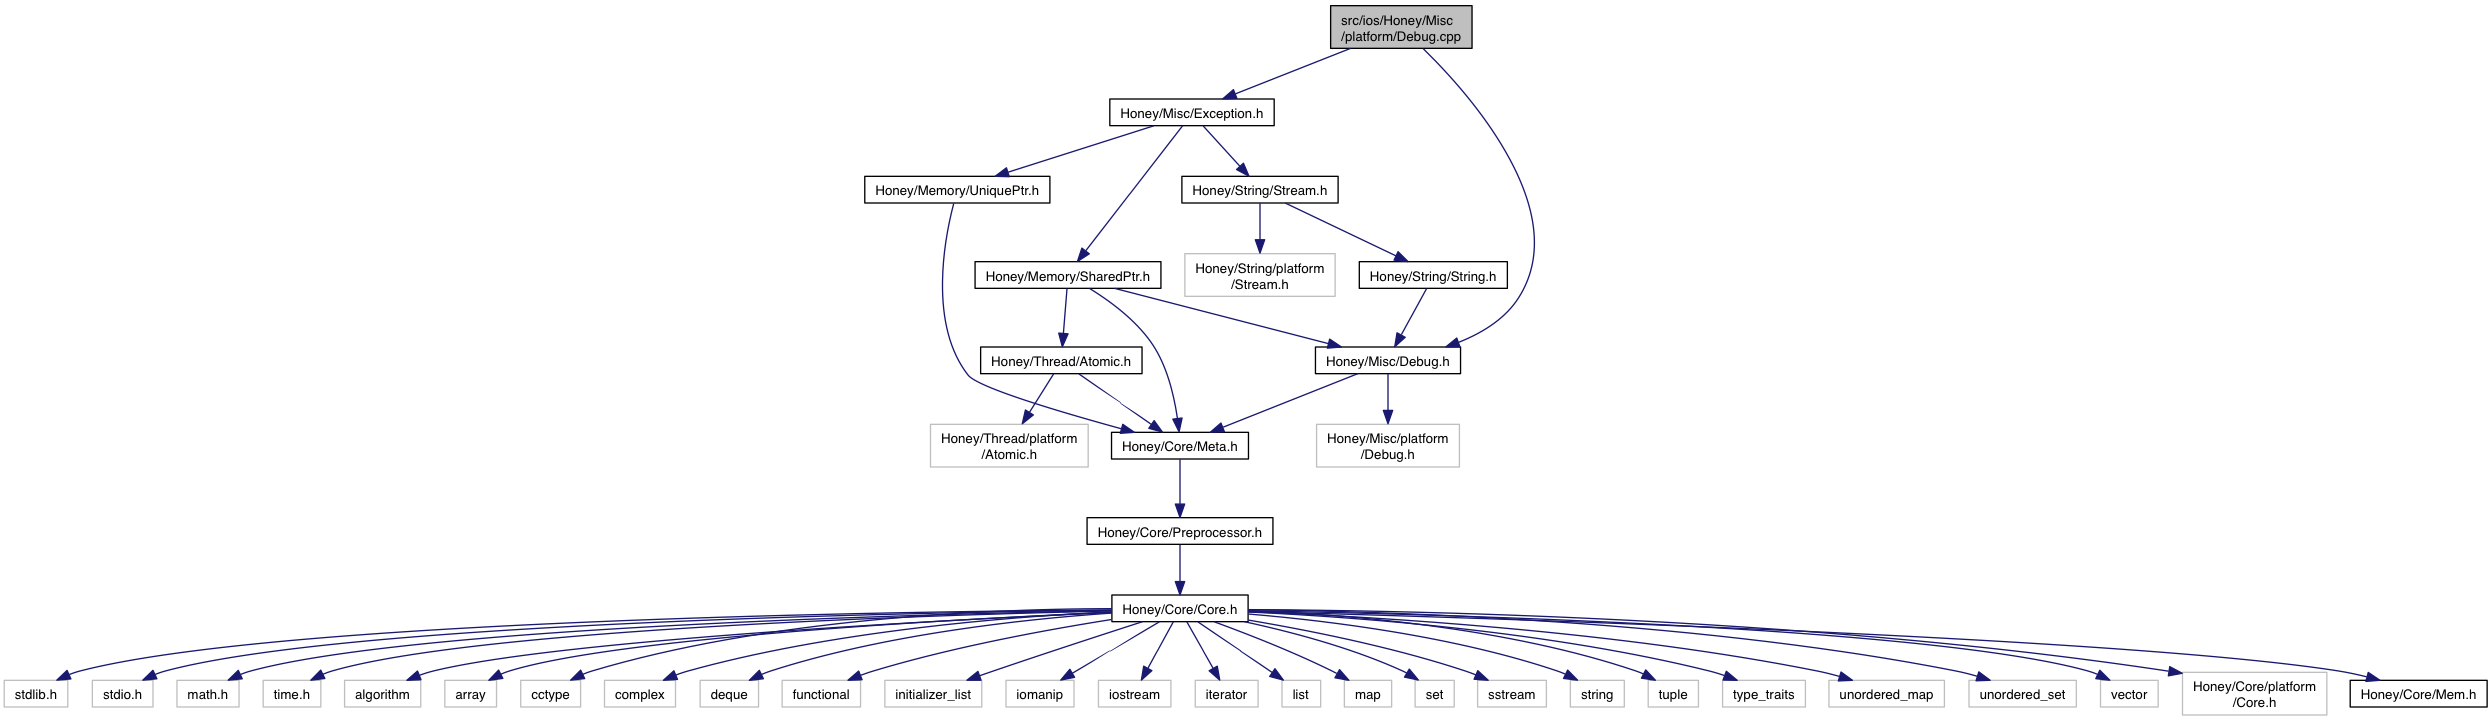 src/ios/Honey/Misc
/platform/Debug.cpp
Honey/Misc/Exception.h
Honey/Memory/UniquePtr.h
Honey/String/Stream.h
Honey/Memory/SharedPtr.h
Honey/String/platform
/Stream.h
Honey/String/String.h
Honey/Thread/Atomic.h
Honey/Misc/Debug.h
Honey/Thread/platform
/Atomic.h
Honey/Core/Meta.h
Honey/Misc/platform
/Debug.h
Honey/Core/Preprocessor.h
Honey/Core/Core.h
stdlib.h
stdio.h
math.h
time.h
algorithm
array
cctype
complex
deque
functional
initializer_list
iomanip
iostream
iterator
list
map
set
sstream
string
tuple
type_traits
unordered_map
unordered_set
vector
Honey/Core/platform
/Core.h
Honey/Core/Mem.h